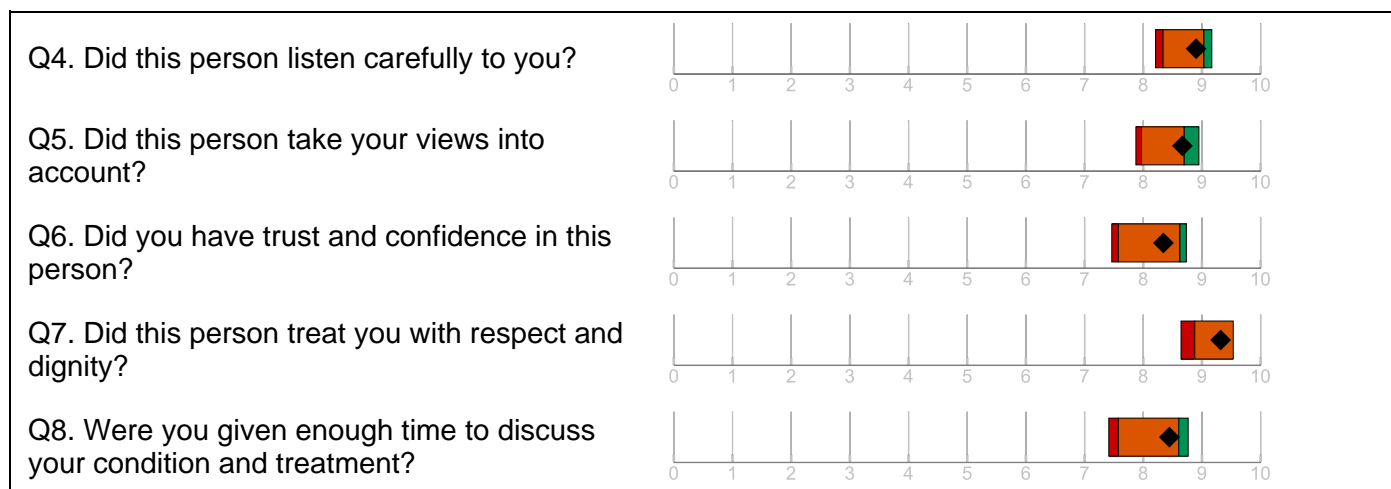 Q4. Did this person listen carefully to you?
0 1 2 3 4 5 6 7 8 9 10
Q5. Did this person take your views into
account?
0 1 2 3 4 5 6 7 8 9 10
Q6. Did you have trust and confidence in this
person?
0 1 2 3 4 5 6 7 8 9 10
Q7. Did this person treat you with respect and
dignity?
0 1 2 3 4 5 6 7 8 9 10
Q8. Were you given enough time to discuss
your condition and treatment?
0 1 2 3 4 5 6 7 8 9 10